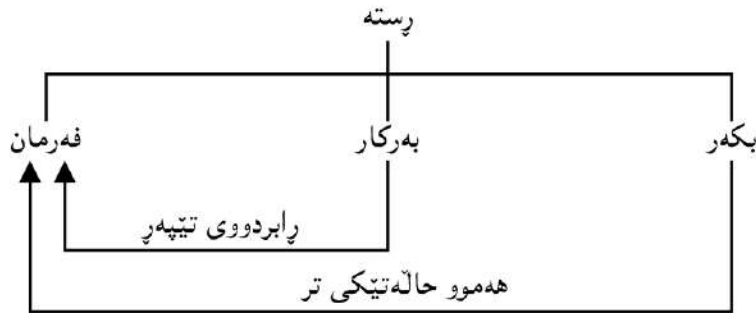 ڕستە
بکەر بەرکار فەرمان
ڕابردووی تێپەڕ
هەموو حاڵەتێکی تر